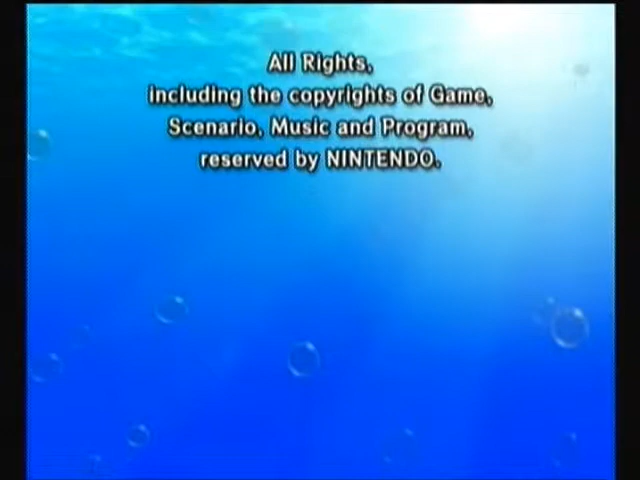 All Rights,
including the copyrights of Game,
Scenario, Music and Program,
reserved by NINTENDO.